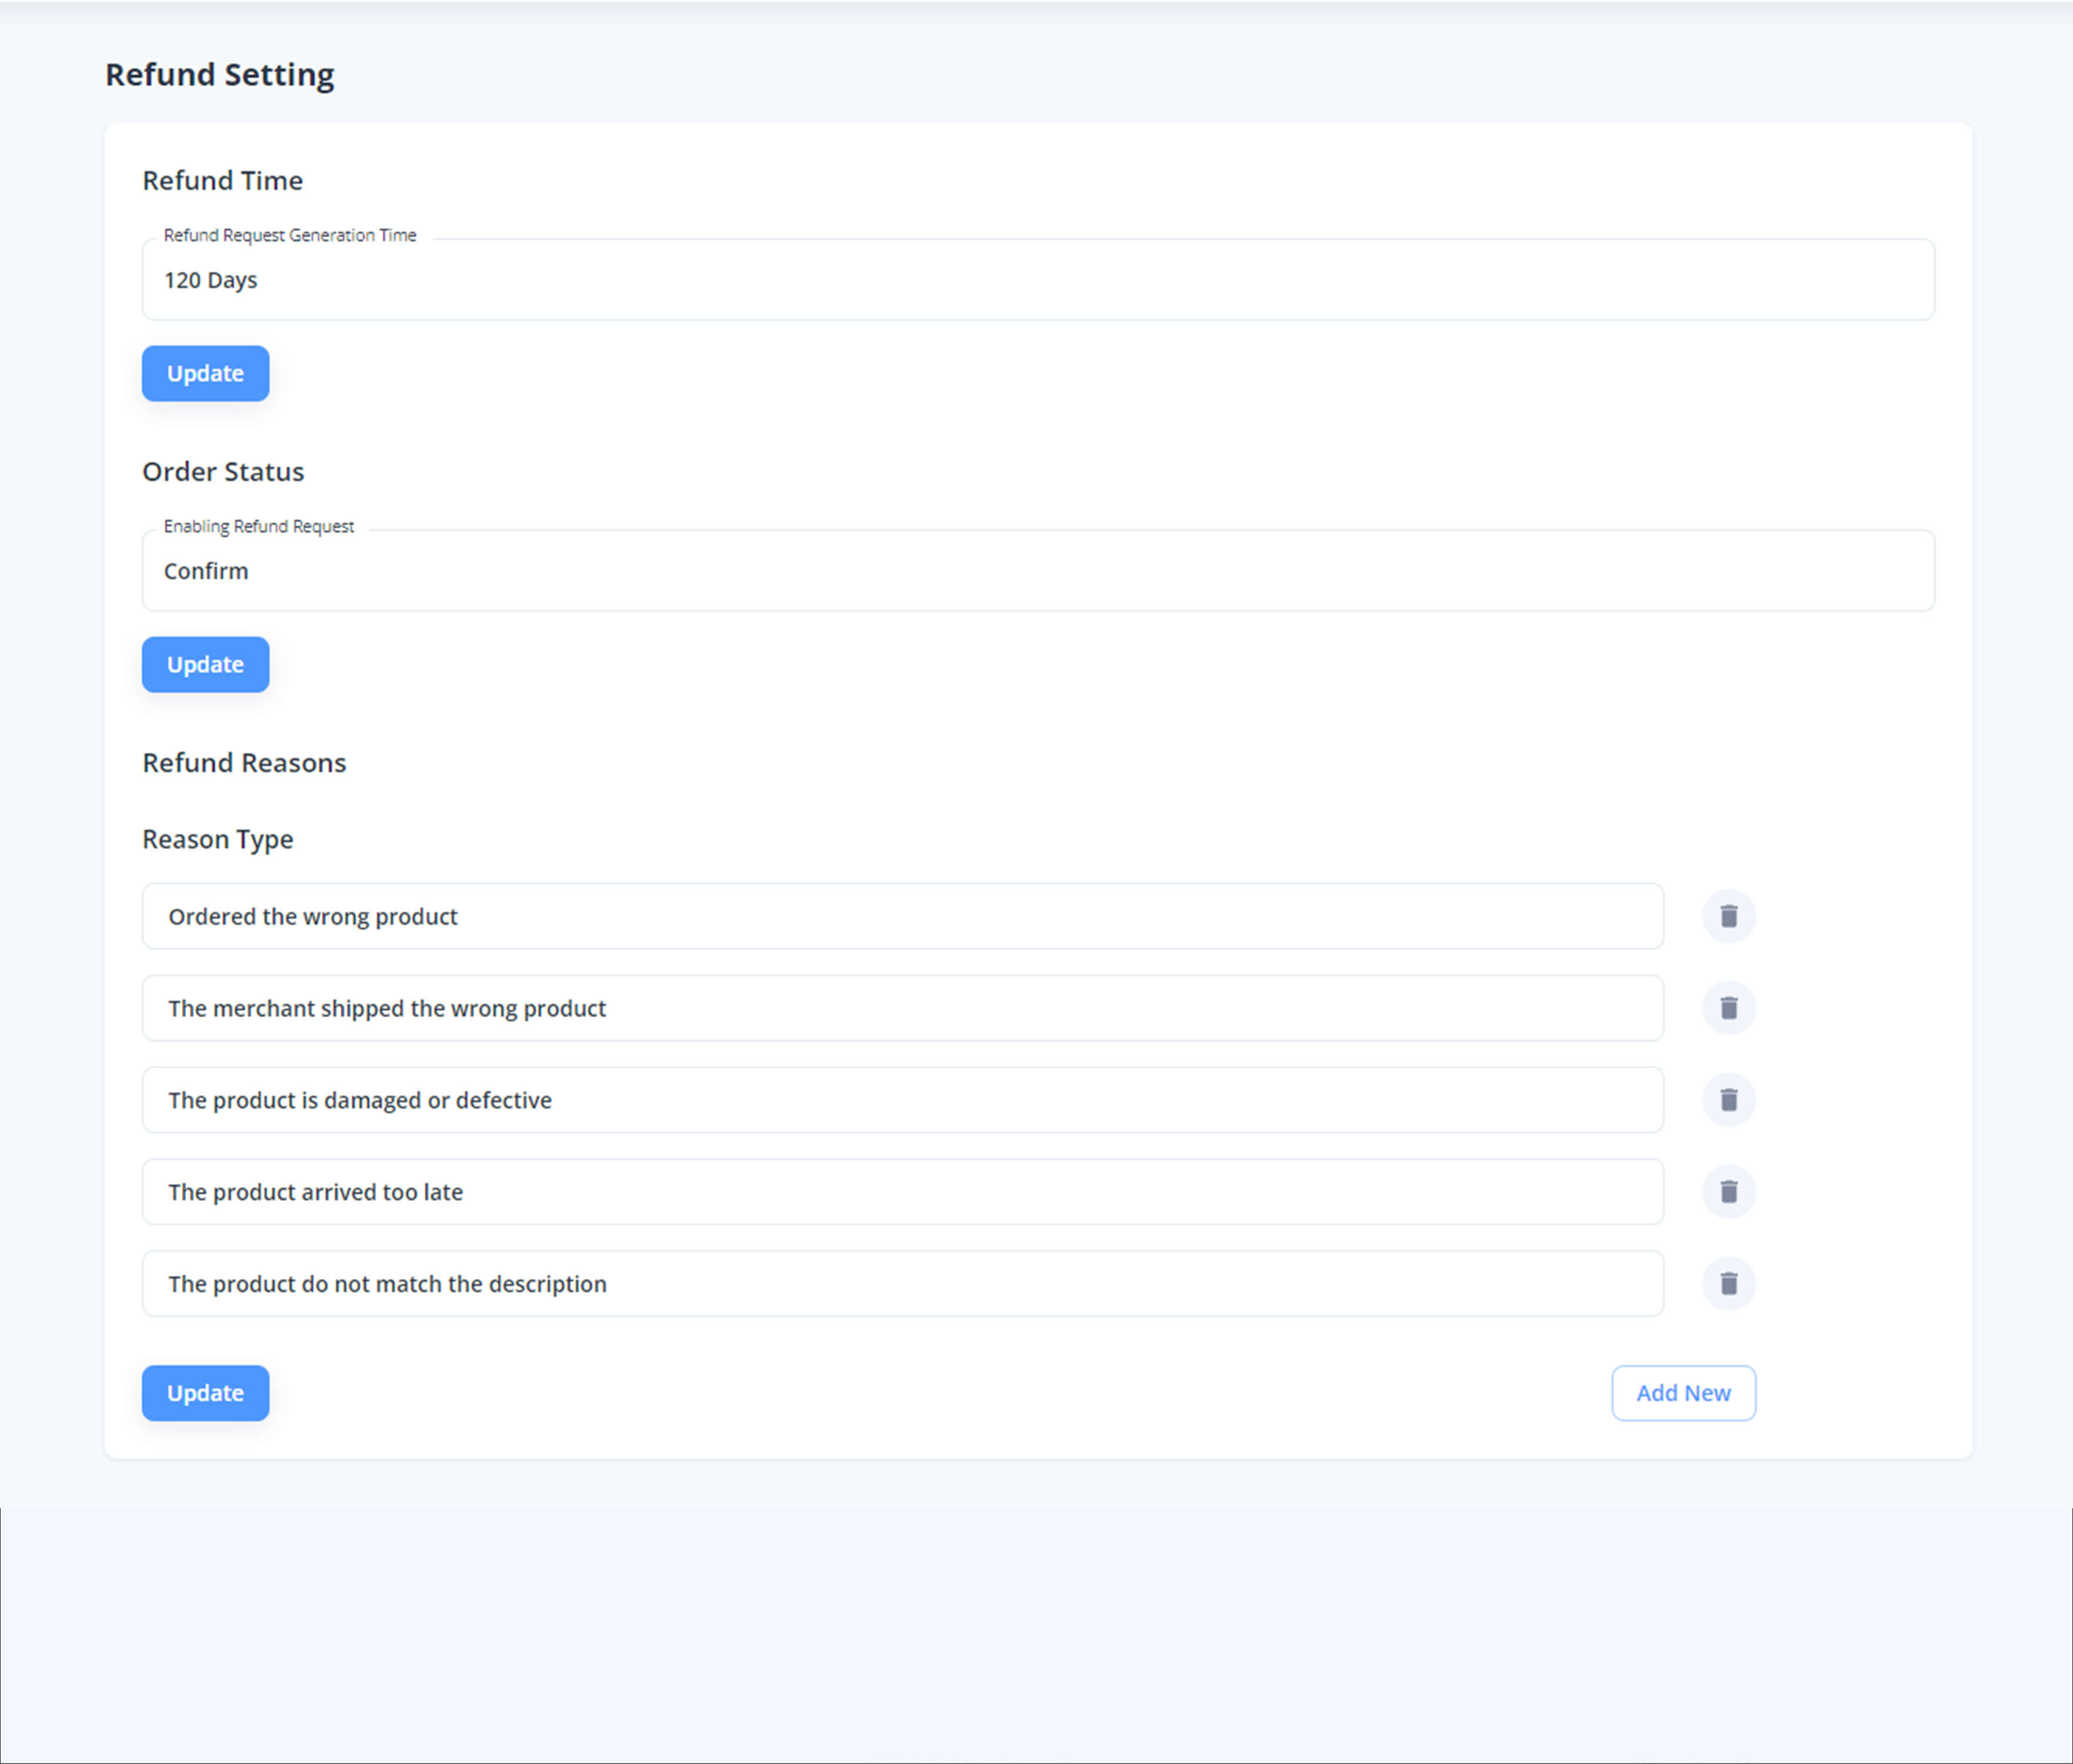 Refund Setting
Refund Time
Refund Request Generation Time
120 Days
Update
Order Status
Enabling Refund Request
Confirm
Update
Refund Reasons
Reason Type
Ordered the wrong product
The merchant shipped the wrong product
The product is damaged or defective
The product arrived too late
The product do not match the description
Update
Add New